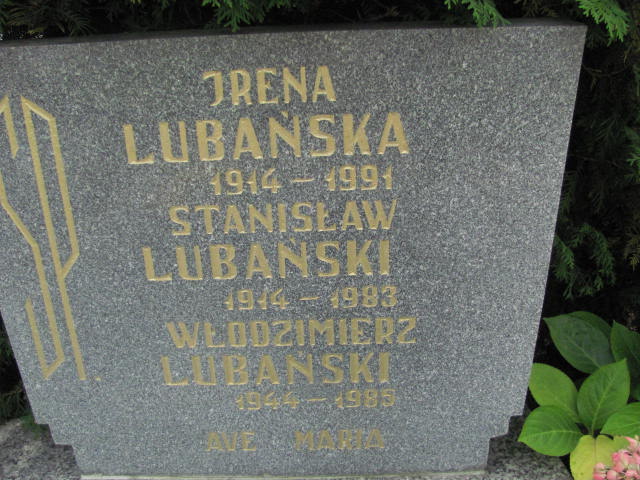 Ś.P.
IRENA
LUBAŃSKA
1914 – 1991
STANISŁAW
LUBAŃSKI
1914 – 1983
WŁODZIMIERZ
LUBAŃSKI
1944 – 1985
AVE MARIA